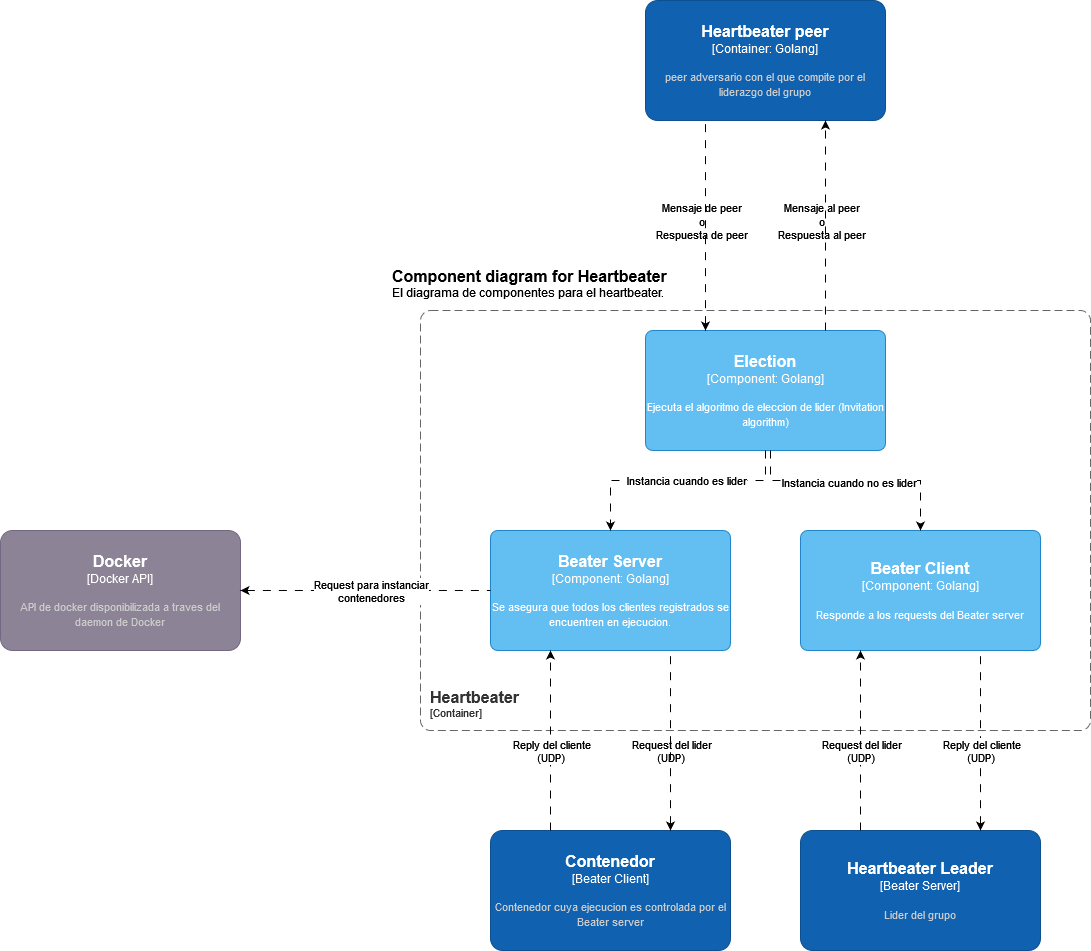 Heartbeater peer
[Container: Golang]
peer adversario con el que compite por el
liderazgo del grupo
Mensaje de peer
o
Respuesta de peer
Mensaje al peer
o
Respuesta al peer
Component diagram for Heartbeater
El diagrama de componentes para el heartbeater.
Election
[Component: Golang]
Ejecuta el algoritmo de eleccion de lider (Invitation
algorithm)
Instancia cuando es lider
Instancia cuando no es lider
Docker
[Docker API]
API de docker disponibilizada a traves del
daemon de Docker
Request para instanciar
contenedores
Beater Server
[Component: Golang]
Se asegura que todos los clientes registrados se
encuentren en ejecucion.
Beater Client
[Component: Golang]
Responde a los requests del Beater server
Heartbeater
[Container]
Reply del cliente
(UDP)
Request del lider
(UDP)
Request del lider
(UDP)
Reply del cliente
(UDP)
Contenedor
[Beater Client]
Contenedor cuya ejecucion es controlada por el
Beater server
Heartbeater Leader
[Beater Server]
Lider del grupo